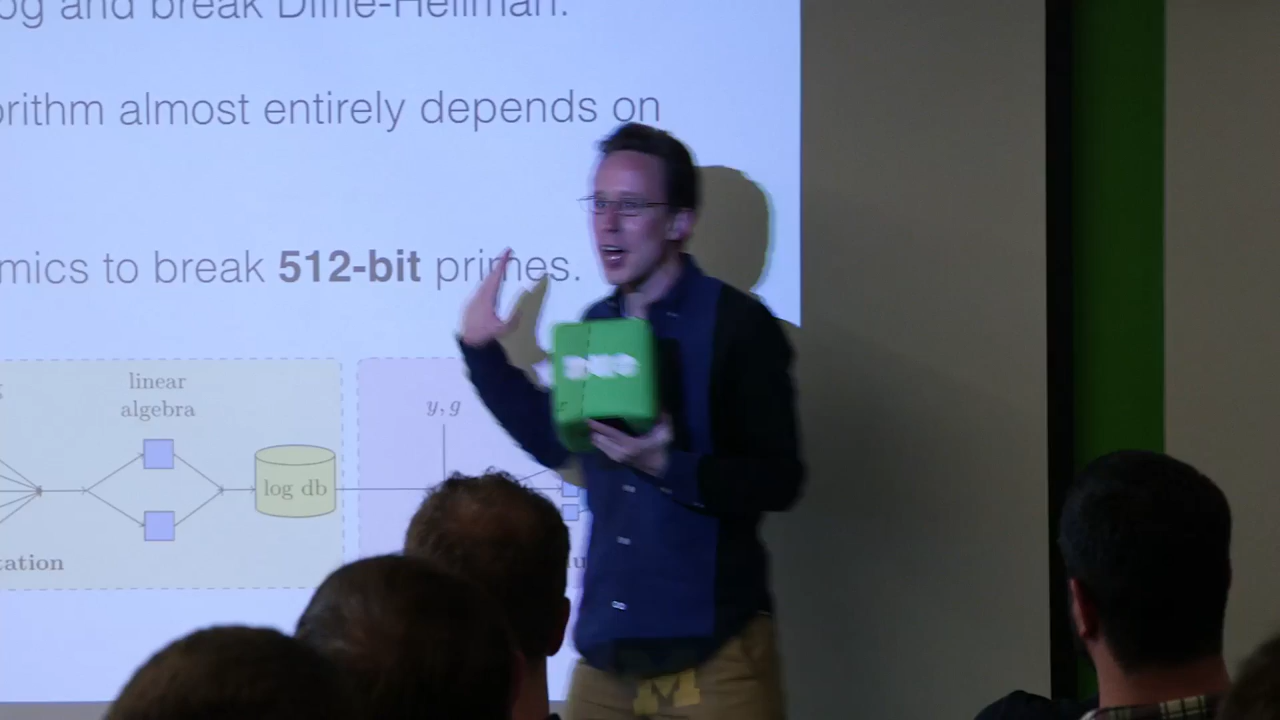 og and break Diffie-Hellman.
orithm almost entirely depends on
mics to break 512-bit primes.
linear
algebra
y, g
log db
tation
M